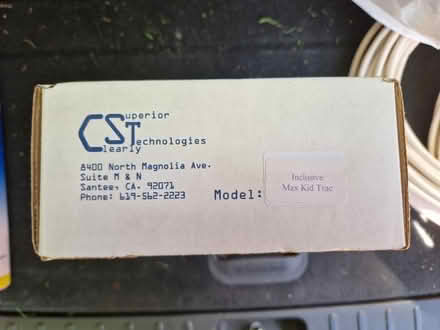 Clearly Superior Technologies
8400 North Magnolia Ave.
Suite M & N
Santee, CA. 92071
Phone: 619-562-2223
Model:
Inclusive
Max Kid Trac